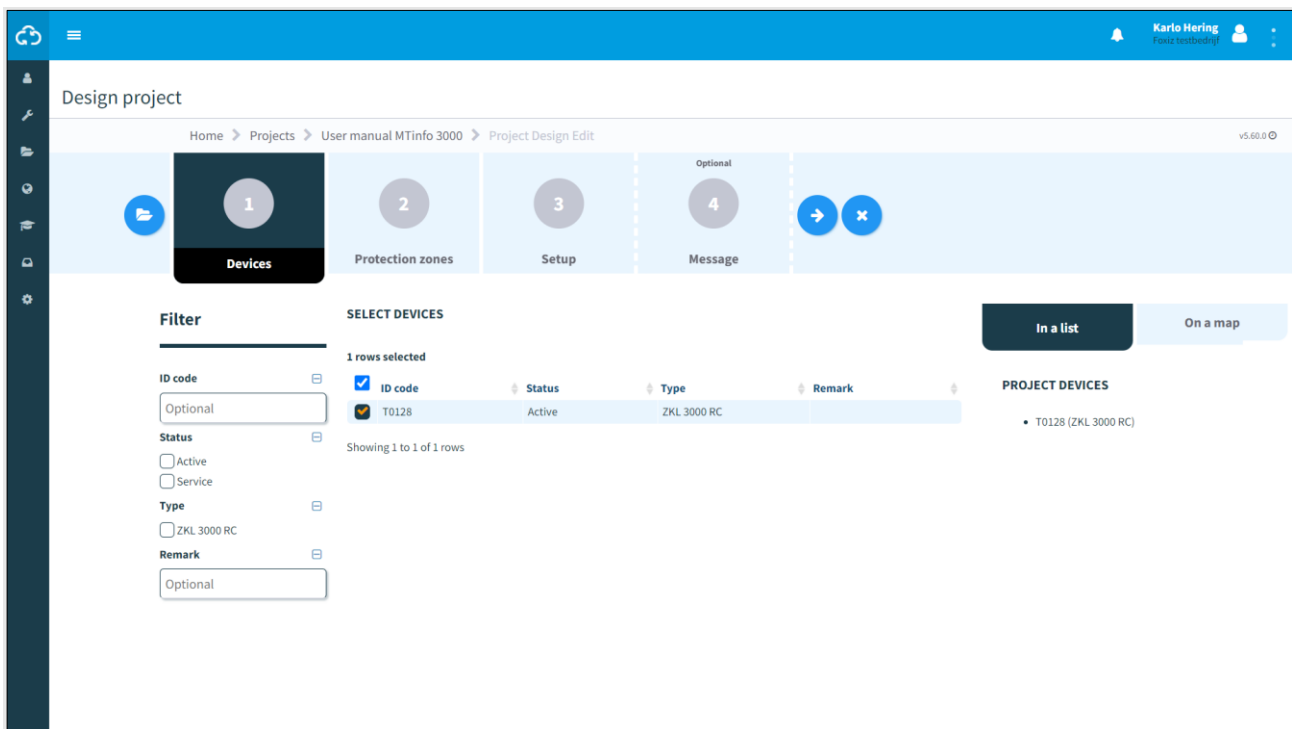 Karlo Hering
Foxiz testbedrijf
Design project
Home Projects User manual MTinfo 3000 Project Design Edit
v5.60.0
1
Devices
2
Protection zones
3
Setup
Optional
4
Message
Filter
ID code
Optional
Status
Active
Service
Type
ZKL 3000 RC
Remark
Optional
SELECT DEVICES
1 rows selected
ID code Status Type Remark
T0128 Active ZKL 3000 RC
Showing 1 to 1 of 1 rows
In a list
On a map
PROJECT DEVICES
• T0128 (ZKL 3000 RC)